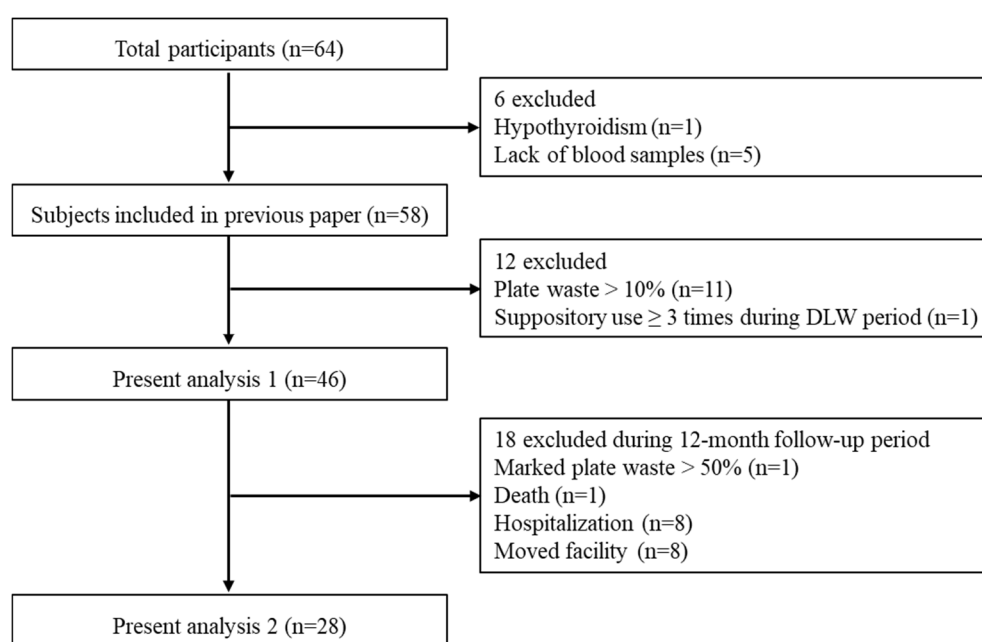 Total participants (n=64)
6 excluded
Hypothyroidism (n=1)
Lack of blood samples (n=5)
Subjects included in previous paper (n=58)
12 excluded
Plate waste > 10% (n=11)
Suppository use ≥ 3 times during DLW period (n=1)
Present analysis 1 (n=46)
18 excluded during 12-month follow-up period
Marked plate waste > 50% (n=1)
Death (n=1)
Hospitalization (n=8)
Moved facility (n=8)
Present analysis 2 (n=28)